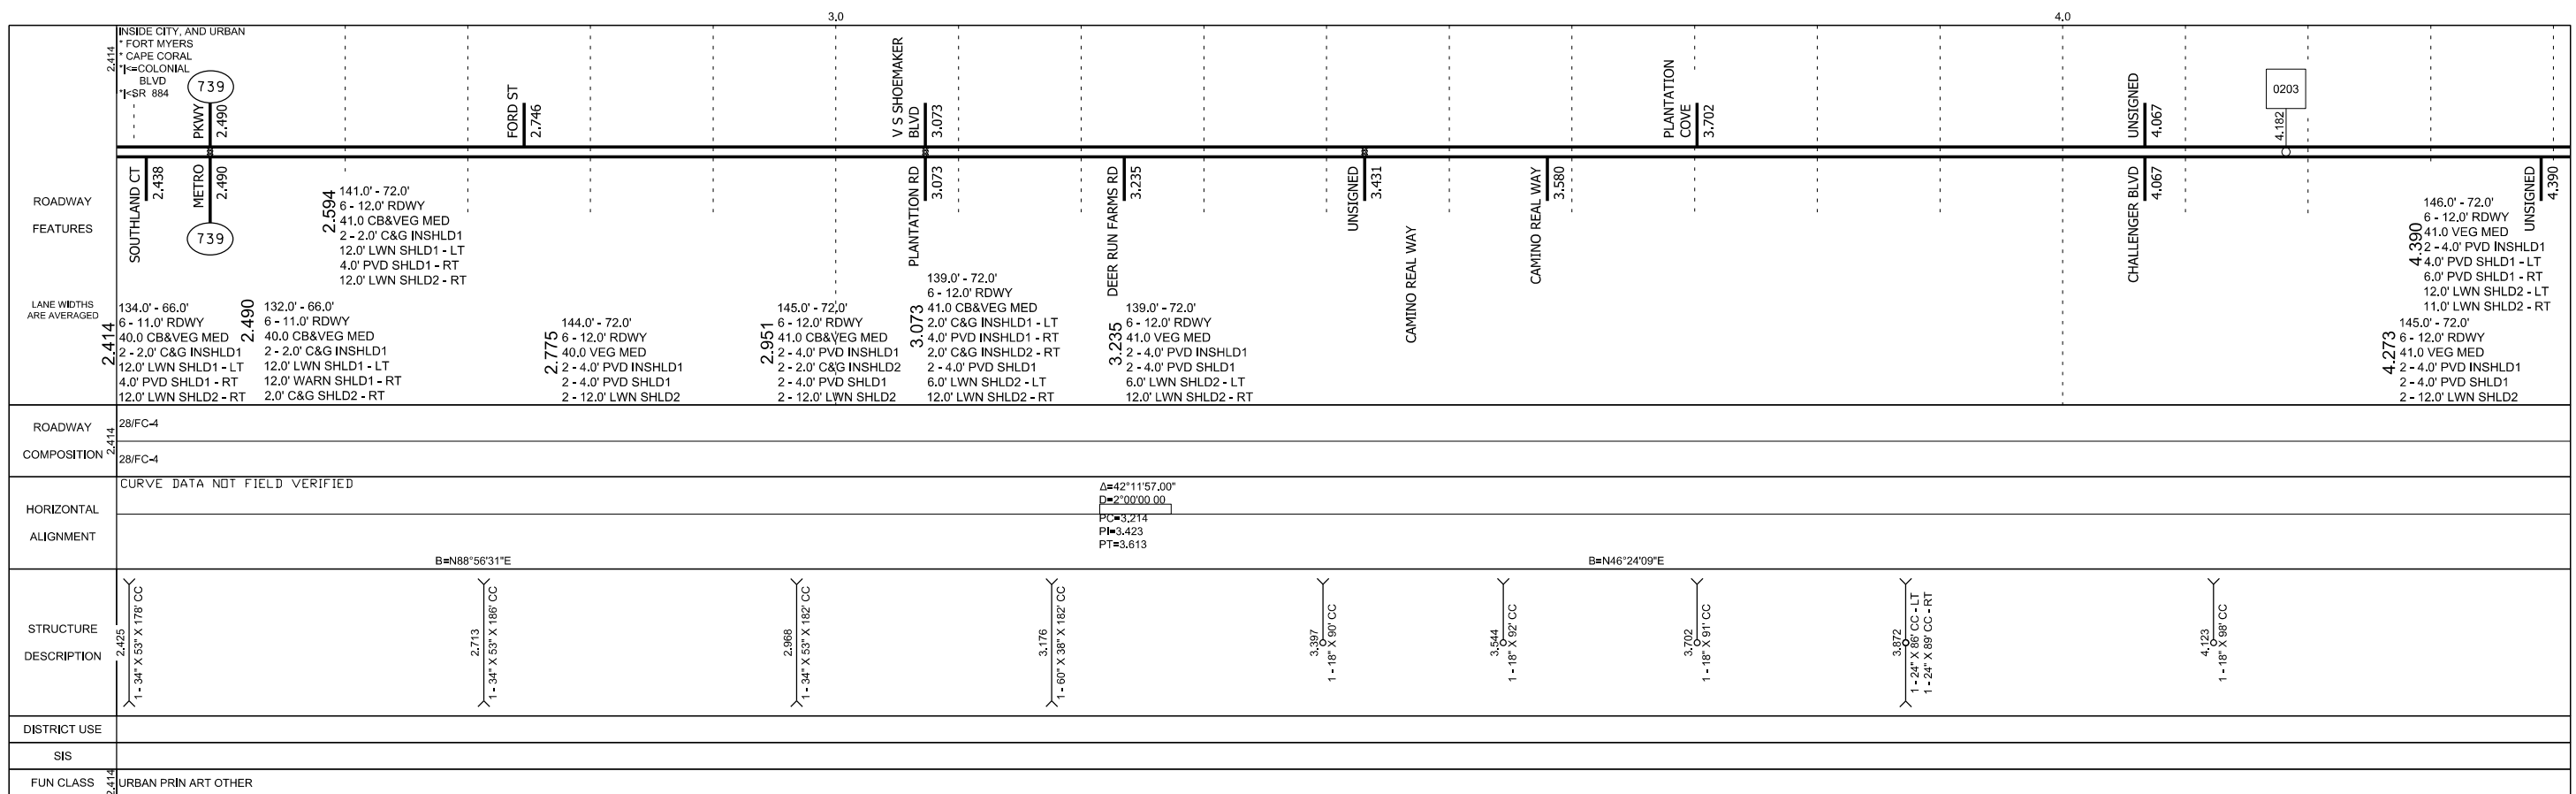 3.0
4.0
INSIDE CITY, AND URBAN
* FORT MYERS
* CAPE CORAL
*|<=COLONIAL
BLVD
*|<SR 884
2.414
739
PKWY
2.490
FORD ST
2.746
V S SHOEMAKER
BLVD
3.073
PLANTATION
COVE
3.702
UNSIGNED
4.067
0203
4.182
ROADWAY
FEATURES
LANE WIDTHS
ARE AVERAGED
SOUTHLAND CT
2.438
METRO
2.490
739
PLANTATION RD
3.073
DEER RUN FARMS RD
3.235
UNSIGNED
3.431
CAMINO REAL WAY
CAMINO REAL WAY
3.580
CHALLENGER BLVD
4.067
UNSIGNED
4.390
2.414
134.0' - 66.0'
6 - 11.0' RDWY
40.0 CB&VEG MED
2 - 2.0' C&G INSHLD1
12.0' LWN SHLD1 - LT
4.0' PVD SHLD1 - RT
12.0' LWN SHLD2 - RT
2.490
132.0' - 66.0'
6 - 11.0' RDWY
40.0 CB&VEG MED
2 - 2.0' C&G INSHLD1
12.0' LWN SHLD1 - LT
12.0' WARN SHLD1 - RT
2.0' C&G SHLD2 - RT
2.594
141.0' - 72.0'
6 - 12.0' RDWY
41.0 CB&VEG MED
2 - 2.0' C&G INSHLD1
12.0' LWN SHLD1 - LT
4.0' PVD SHLD1 - RT
12.0' LWN SHLD2 - RT
2.775
144.0' - 72.0'
6 - 12.0' RDWY
40.0 VEG MED
2 - 4.0' PVD INSHLD1
2 - 4.0' PVD SHLD1
2 - 12.0' LWN SHLD2
2.951
145.0' - 72.0'
6 - 12.0' RDWY
41.0 CB&VEG MED
2 - 4.0' PVD INSHLD1
2 - 2.0' C&G INSHLD2
2 - 4.0' PVD SHLD1
2 - 12.0' LWN SHLD2
3.073
139.0' - 72.0'
6 - 12.0' RDWY
41.0 CB&VEG MED
2.0' C&G INSHLD1 - LT
4.0' PVD INSHLD1 - RT
2.0' C&G INSHLD2 - RT
2 - 4.0' PVD SHLD1
6.0' LWN SHLD2 - LT
12.0' LWN SHLD2 - RT
3.235
139.0' - 72.0'
6 - 12.0' RDWY
41.0 VEG MED
2 - 4.0' PVD INSHLD1
2 - 4.0' PVD SHLD1
6.0' LWN SHLD2 - LT
12.0' LWN SHLD2 - RT
4.390
146.0' - 72.0'
6 - 12.0' RDWY
41.0 VEG MED
2 - 4.0' PVD INSHLD1
4.0' PVD SHLD1 - LT
6.0' PVD SHLD1 - RT
12.0' LWN SHLD2 - LT
11.0' LWN SHLD2 - RT
4.273
145.0' - 72.0'
6 - 12.0' RDWY
41.0 VEG MED
2 - 4.0' PVD INSHLD1
2 - 4.0' PVD SHLD1
2 - 12.0' LWN SHLD2
ROADWAY
COMPOSITION
2.414
28/FC-4
28/FC-4
HORIZONTAL
ALIGNMENT
CURVE DATA NOT FIELD VERIFIED
Δ=42°11'57.00"
D=2°00'00 00
PC=3.214
PI=3.423
PT=3.613
B=N88°56'31"E
B=N46°24'09"E
STRUCTURE
DESCRIPTION
2.425
1 - 34" X 53" X 178' CC
2.713
1 - 34" X 53" X 186' CC
2.968
1 - 34" X 53" X 182' CC
3.176
1 - 60" X 38" X 182' CC
3.397
1 - 18" X 90' CC
3.544
1 - 18" X 92' CC
3.702
1 - 18" X 91' CC
3.872
1 - 24" X 86' CC - LT
1 - 24" X 89' CC - RT
4.123
1 - 18" X 98' CC
DISTRICT USE
SIS
FUN CLASS
2.414
URBAN PRIN ART OTHER